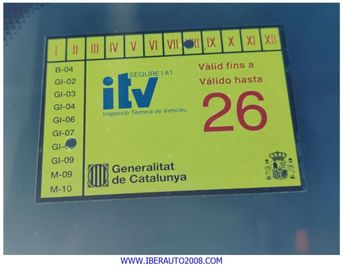 I II III IV V VI VII VIII IX X XI XII
B-04
GI-02
GI-03
GI-04
GI-06
GI-07
GI-09
M-09
M-10
itv
Inspecció Tècnica de Vehicles
Vàlid fins a
Válido hasta
26
Generalitat
de Catalunya
WWW.IBERAUTO2008.COM